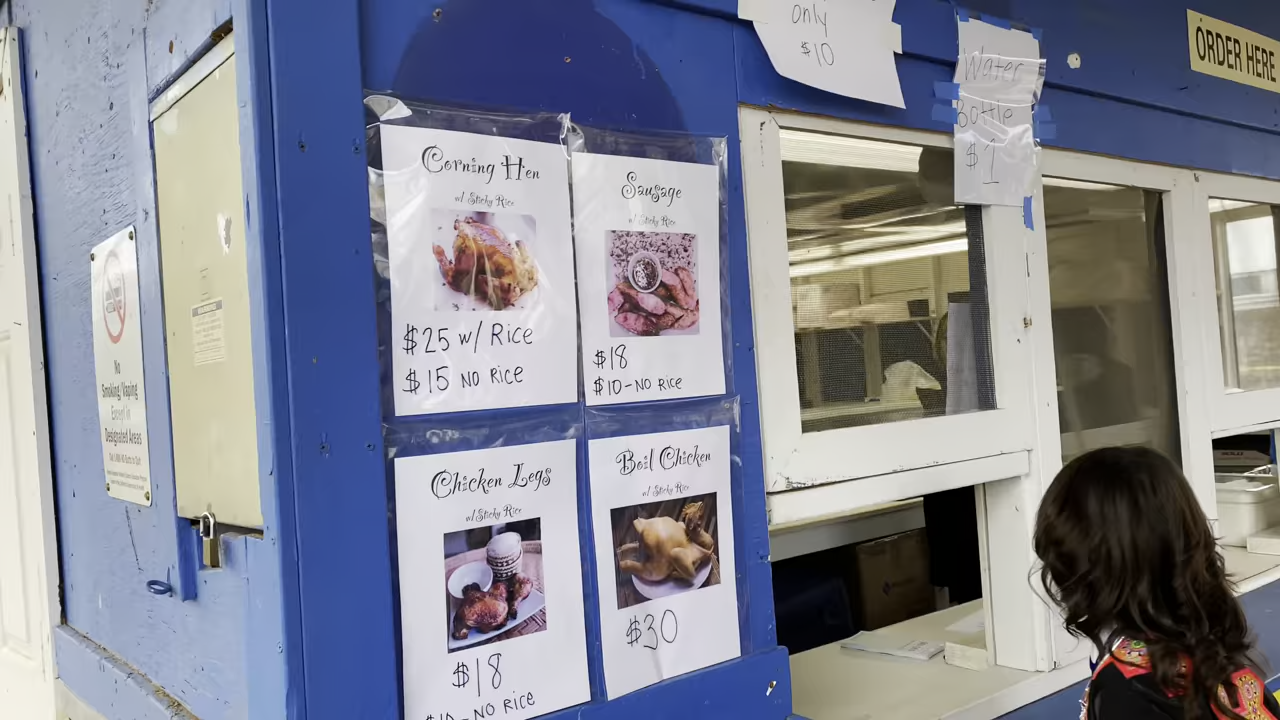 only
$10
Water
Bottle
$1
ORDER HERE
Corning Hen
w/ Sticky Rice
$25 w/ Rice
$15 NO RICE
Sausage
w/ Sticky Rice
$18
$10-NO RICE
Chicken Legs
w/ Sticky Rice
$18
NO RICE
Boil Chicken
w/ Sticky Rice
$30
No
Smoking/Vaping
Except in
Designated Areas